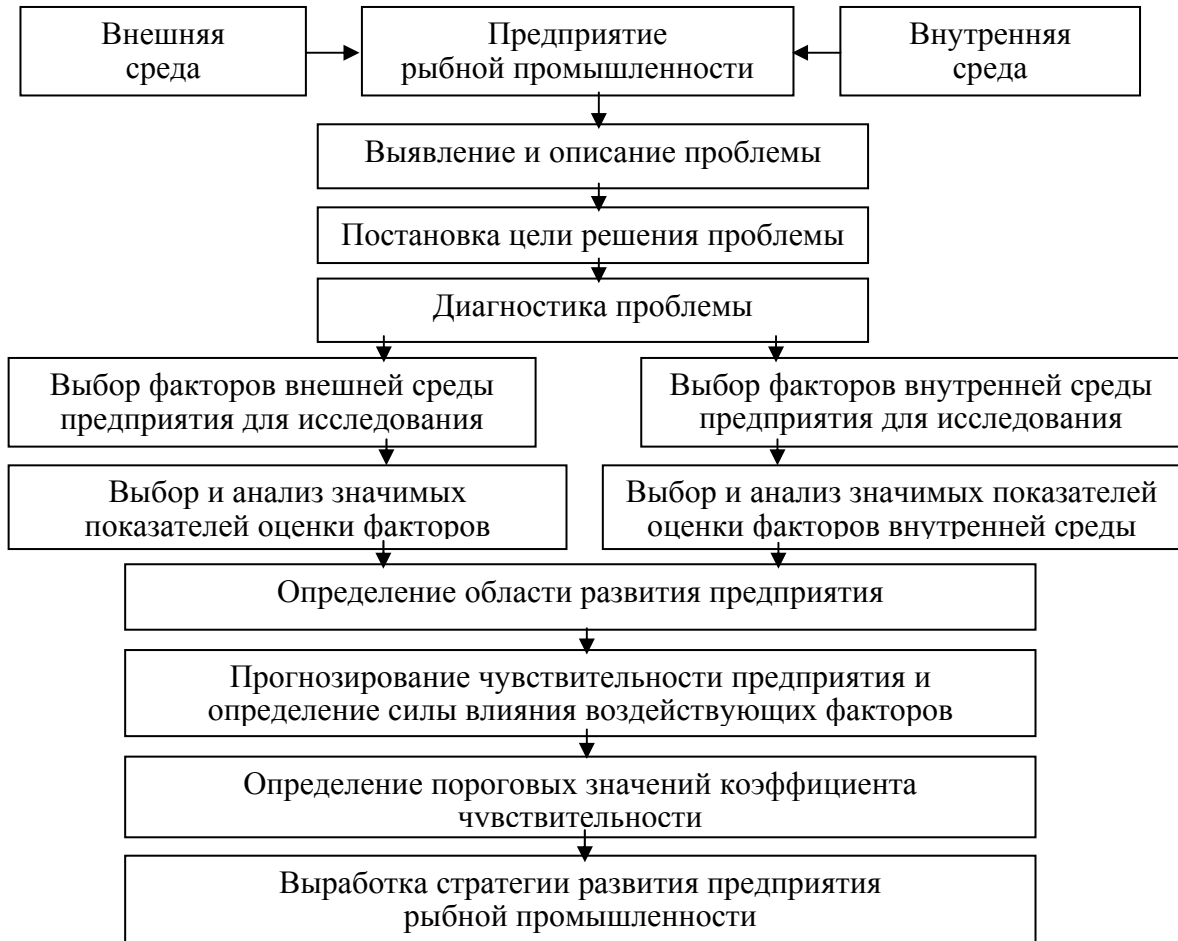 Внешняя
среда
Предприятие
рыбной промышленности
Внутренняя
среда
Выявление и описание проблемы
Постановка цели решения проблемы
Диагностика проблемы
Выбор факторов внешней среды
предприятия для исследования
Выбор факторов внутренней среды
предприятия для исследования
Выбор и анализ значимых
показателей оценки факторов
Выбор и анализ значимых показателей
оценки факторов внутренней среды
Определение области развития предприятия
Прогнозирование чувствительности предприятия и
определение силы влияния воздействующих факторов
Определение пороговых значений коэффициента
чувствительности
Выработка стратегии развития предприятия
рыбной промышленности